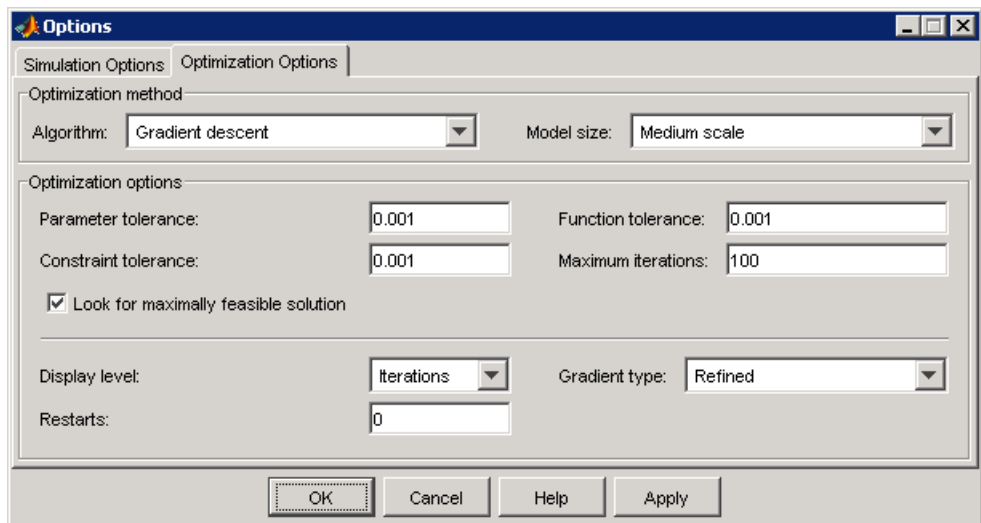 Options
Simulation Options Optimization Options
Optimization method
Algorithm: Gradient descent Model size: Medium scale
Optimization options
Parameter tolerance: 0.001 Function tolerance: 0.001
Constraint tolerance: 0.001 Maximum iterations: 100
Look for maximally feasible solution
Display level: Iterations Gradient type: Refined
Restarts: 0
OK Cancel Help Apply